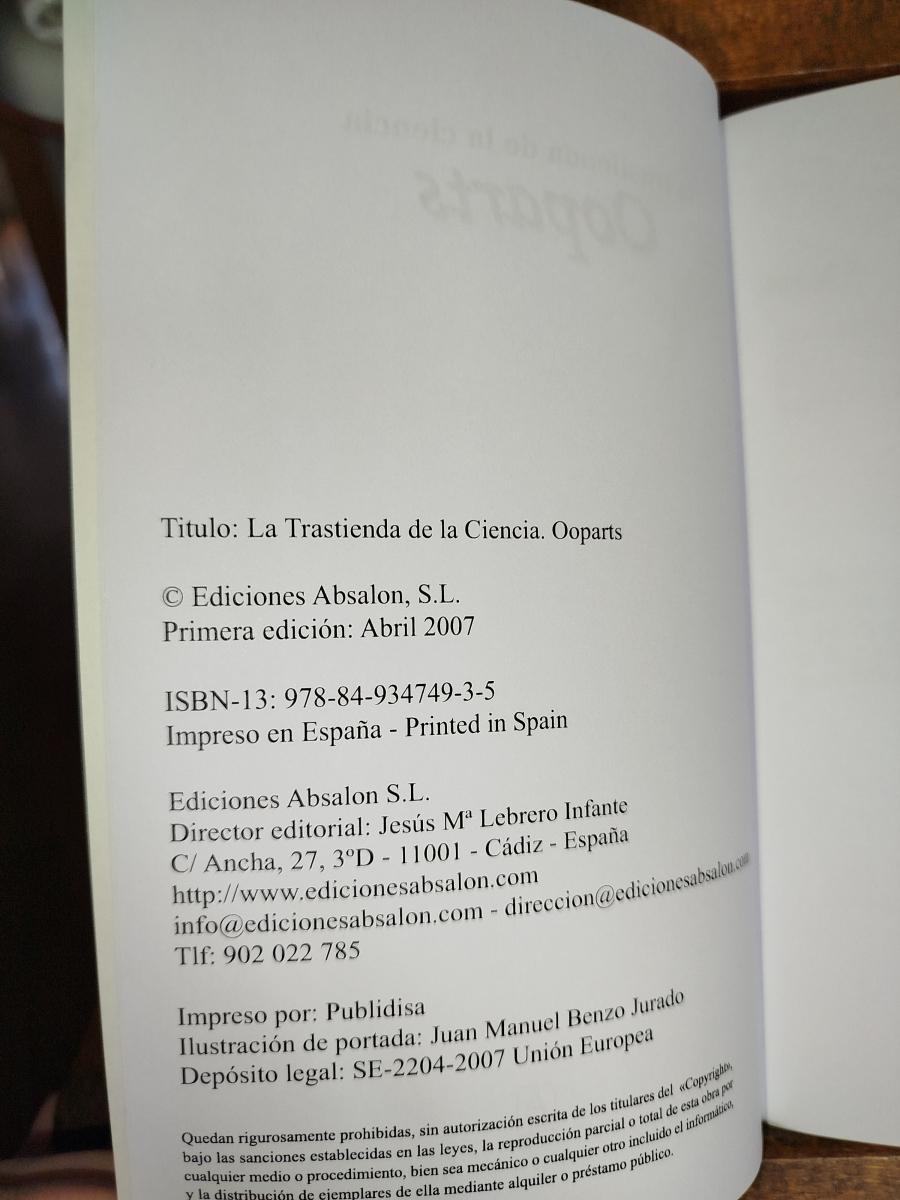 la ciencia
Ooparts
Titulo: La Trastienda de la Ciencia. Ooparts
© Ediciones Absalon, S.L.
Primera edición: Abril 2007
ISBN-13: 978-84-934749-3-5
Impreso en España - Printed in Spain
Ediciones Absalon S.L.
Director editorial: Jesús Mª Lebrero Infante
C/ Ancha, 27, 3ºD - 11001 - Cádiz - España
http://www.edicionesabsalon.com
info@edicionesabsalon.com - direccion@edicionesabsalon.com
Tlf: 902 022 785
Impreso por: Publidisa
Ilustración de portada: Juan Manuel Benzo Jurado
Depósito legal: SE-2204-2007 Unión Europea
Quedan rigurosamente prohibidas, sin autorización escrita de los titulares del «Copyright»,
bajo las sanciones establecidas en las leyes, la reproducción parcial o total de esta obra por
cualquier medio o procedimiento, bien sea mecánico o cualquier otro incluido el informático,
y la distribución de ejemplares de ella mediante alquiler o préstamo público.